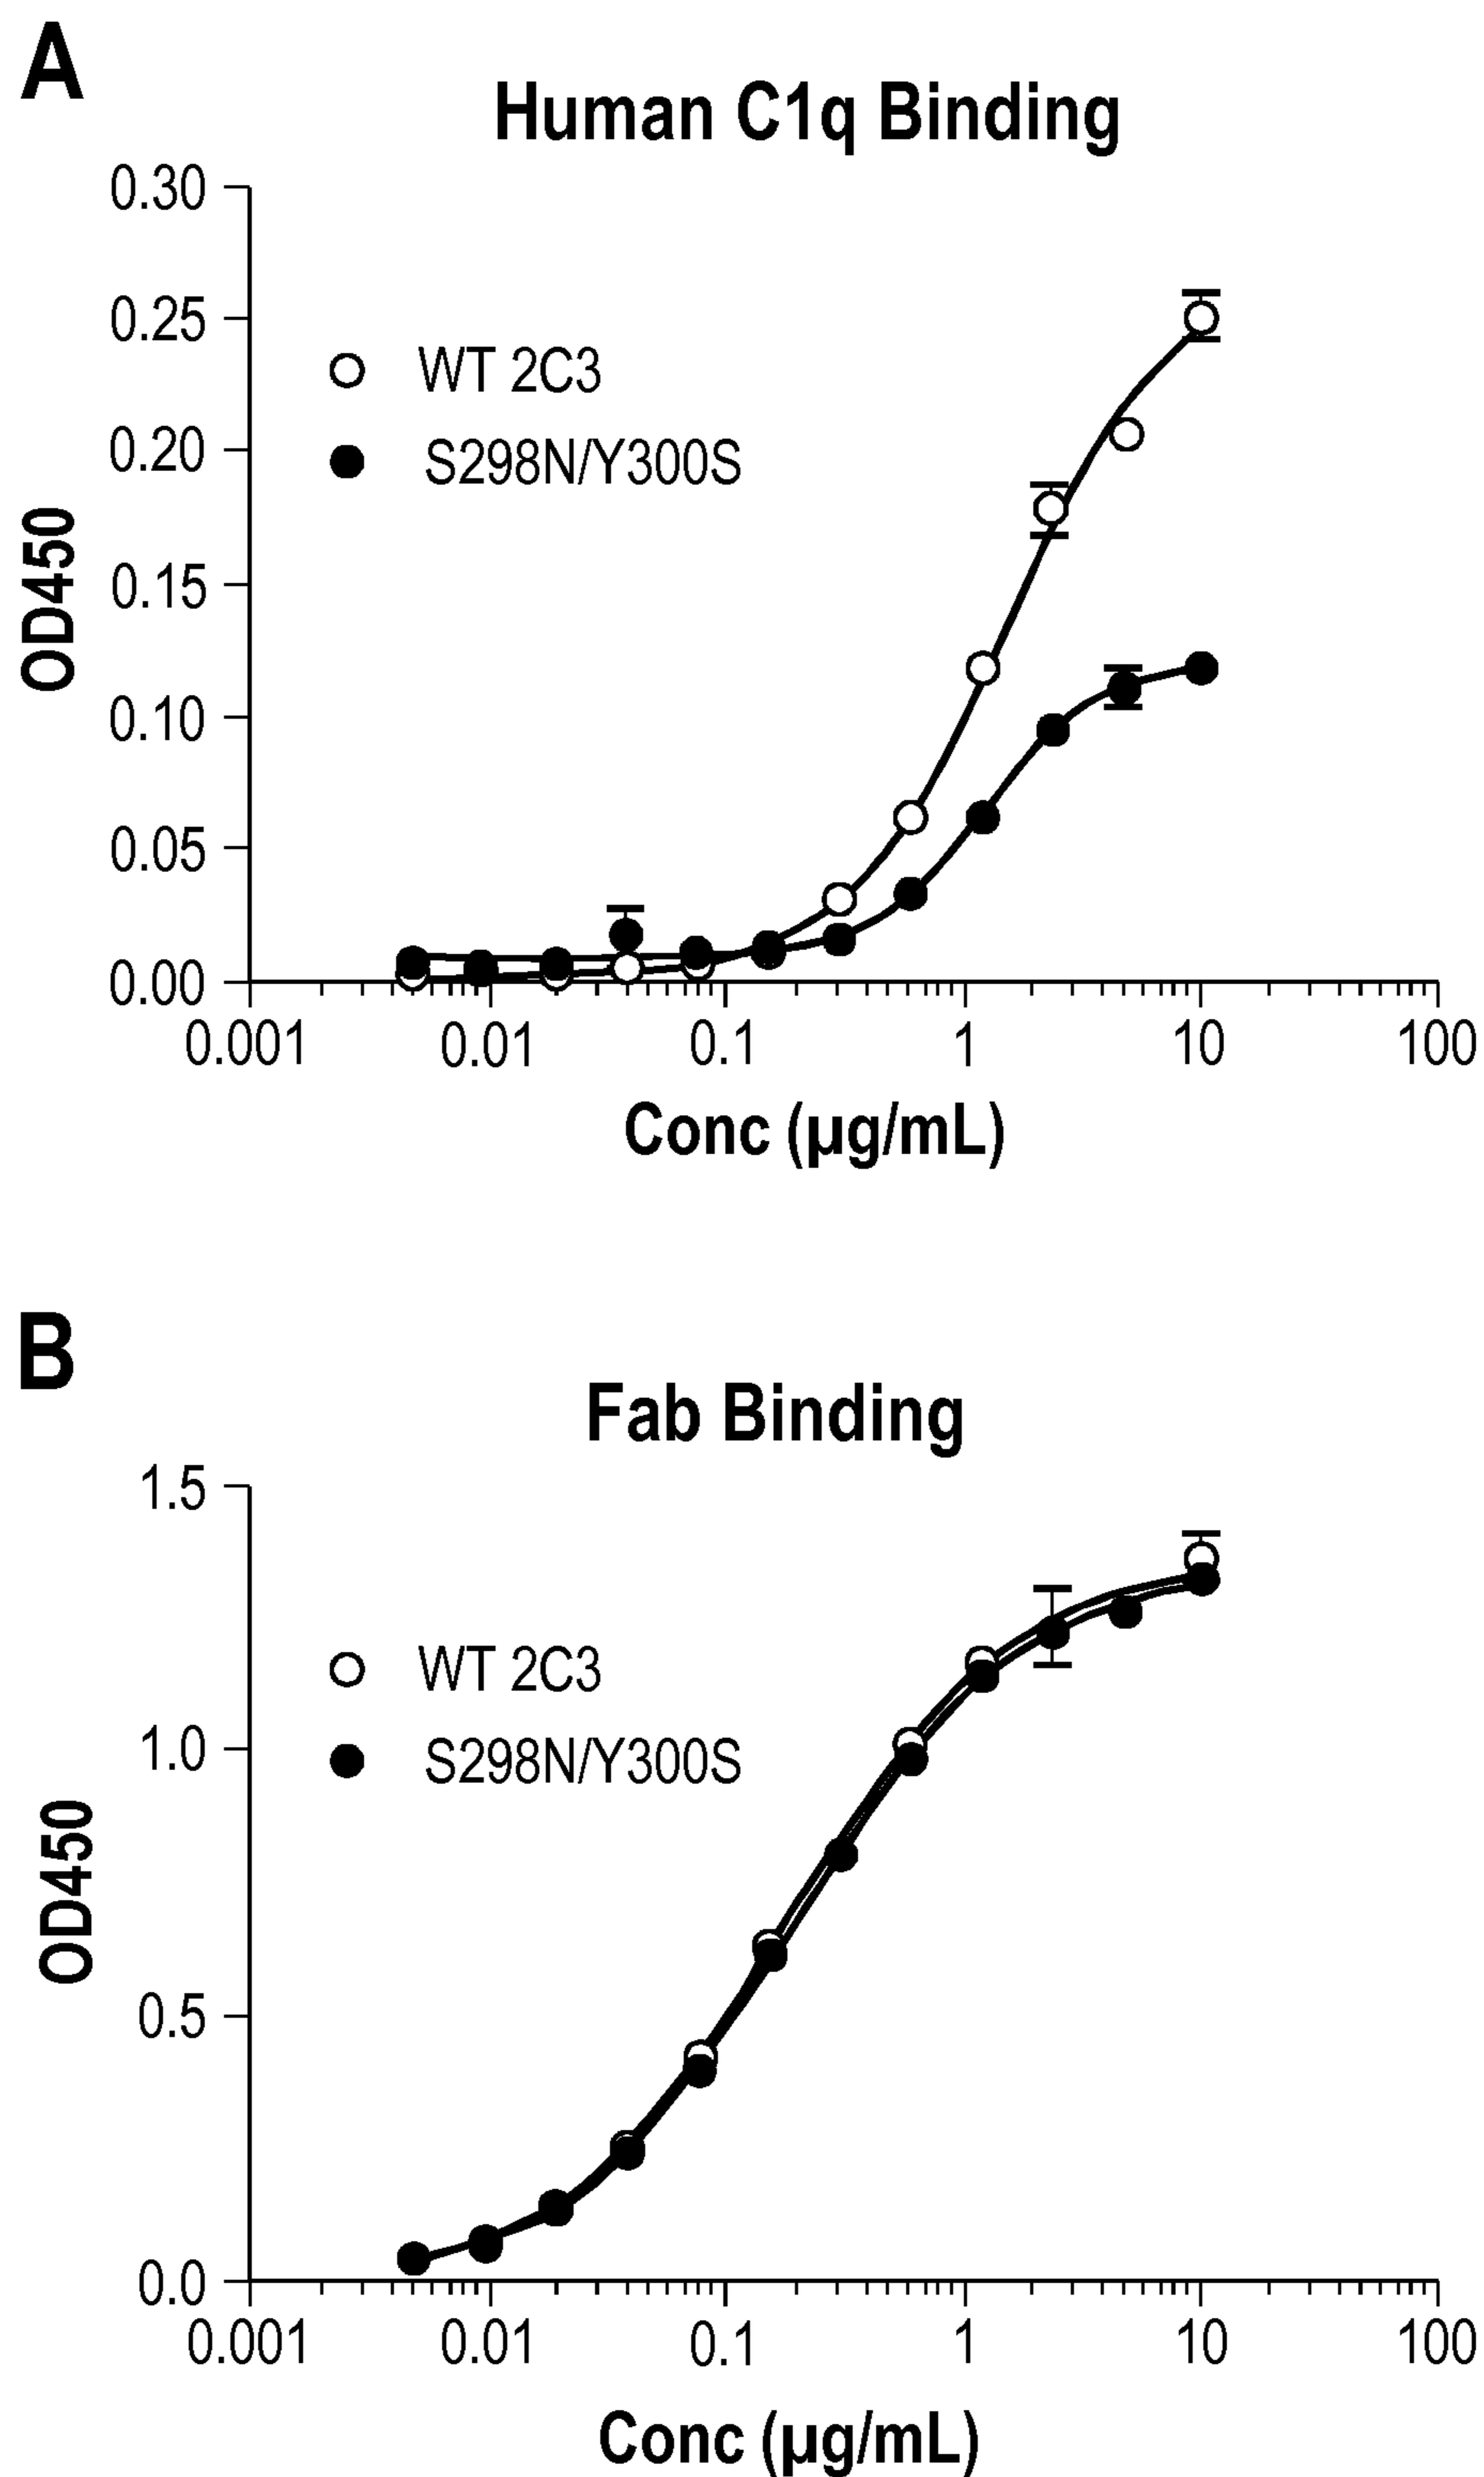 A
Human C1q Binding
0.30
0.25
0.20
0.15
0.10
0.05
0.00
OD450
WT 2C3
S298N/Y300S
0.001 0.01 0.1 1 10 100
Conc (µg/mL)
B
Fab Binding
1.5
1.0
0.5
0.0
OD450
WT 2C3
S298N/Y300S
0.001 0.01 0.1 1 10 100
Conc (µg/mL)